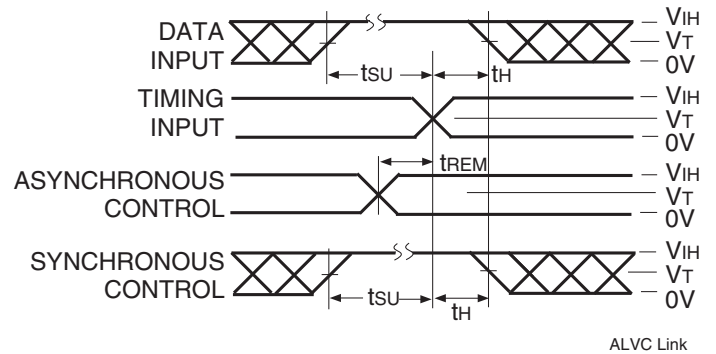 DATA
INPUT
tSU
tH
VIH
VT
0V
TIMING
INPUT
VIH
VT
0V
tREM
ASYNCHRONOUS
CONTROL
VIH
VT
0V
SYNCHRONOUS
CONTROL
tSU
tH
VIH
VT
0V
ALVC Link